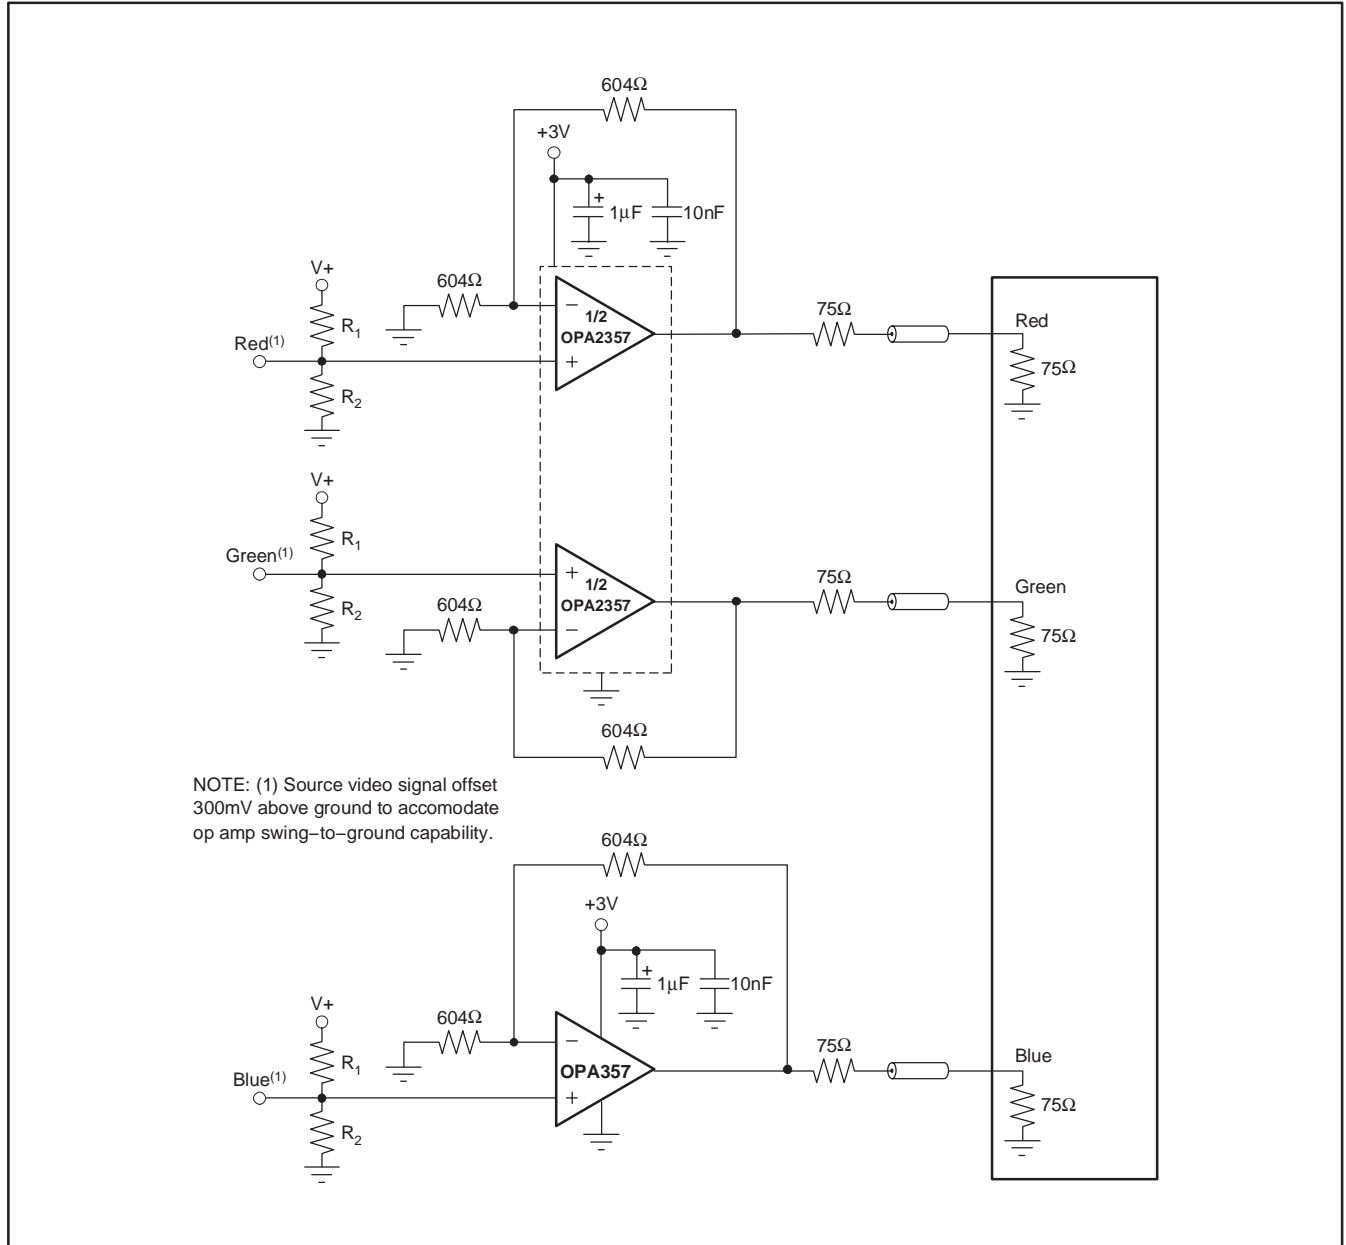 604Ω
+3V
+
1μF
10nF
V+
604Ω
R1
Red(1)
R2
−
1/2
OPA2357
+
75Ω
Red
75Ω
V+
R1
Green(1)
R2
604Ω
+
1/2
OPA2357
−
75Ω
Green
75Ω
604Ω
NOTE: (1) Source video signal offset
300mV above ground to accomodate
op amp swing−to−ground capability.
604Ω
+3V
+
1μF
10nF
V+
604Ω
R1
Blue(1)
R2
−
OPA357
+
75Ω
Blue
75Ω